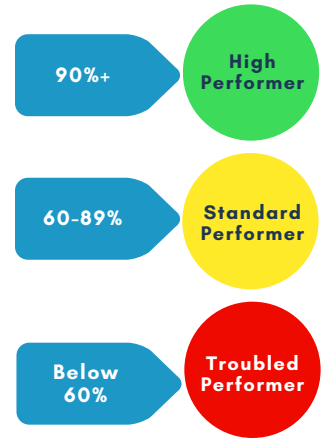 90%+
High
Performer
60-89%
Standard
Performer
Below
60%
Troubled
Performer